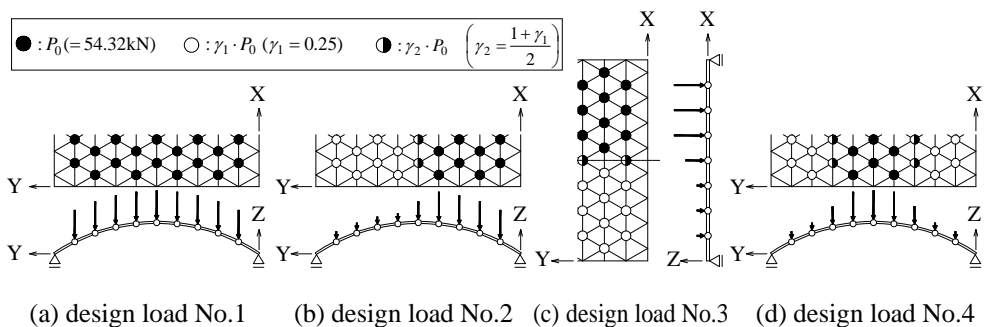 ● : P₀ (= 54.32kN) ○ : γ₁ · P₀ (γ₁ = 0.25) ◑ : γ₂ · P₀ (γ₂ = (1 + γ₁)/2)
X
Y
Z
Y
X
Y
Z
Y
X
X
Y
Z
X
Y
Z
Y
(a) design load No.1 (b) design load No.2 (c) design load No.3 (d) design load No.4